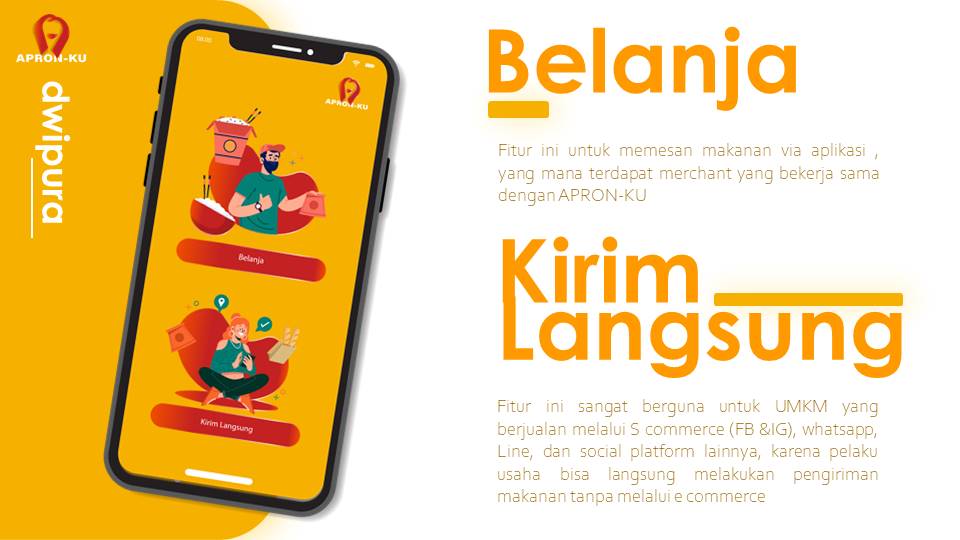 APRON-KU
dwipura
08.00
APRON-KU
Belanja
Kirim Langsung
Belanja
Fitur ini untuk memesan makanan via aplikasi ,
yang mana terdapat merchant yang bekerja sama
dengan APRON-KU
Kirim
Langsung
Fitur ini sangat berguna untuk UMKM yang
berjualan melalui S commerce (FB &IG), whatsapp,
Line, dan social platform lainnya, karena pelaku
usaha bisa langsung melakukan pengiriman
makanan tanpa melalui e commerce